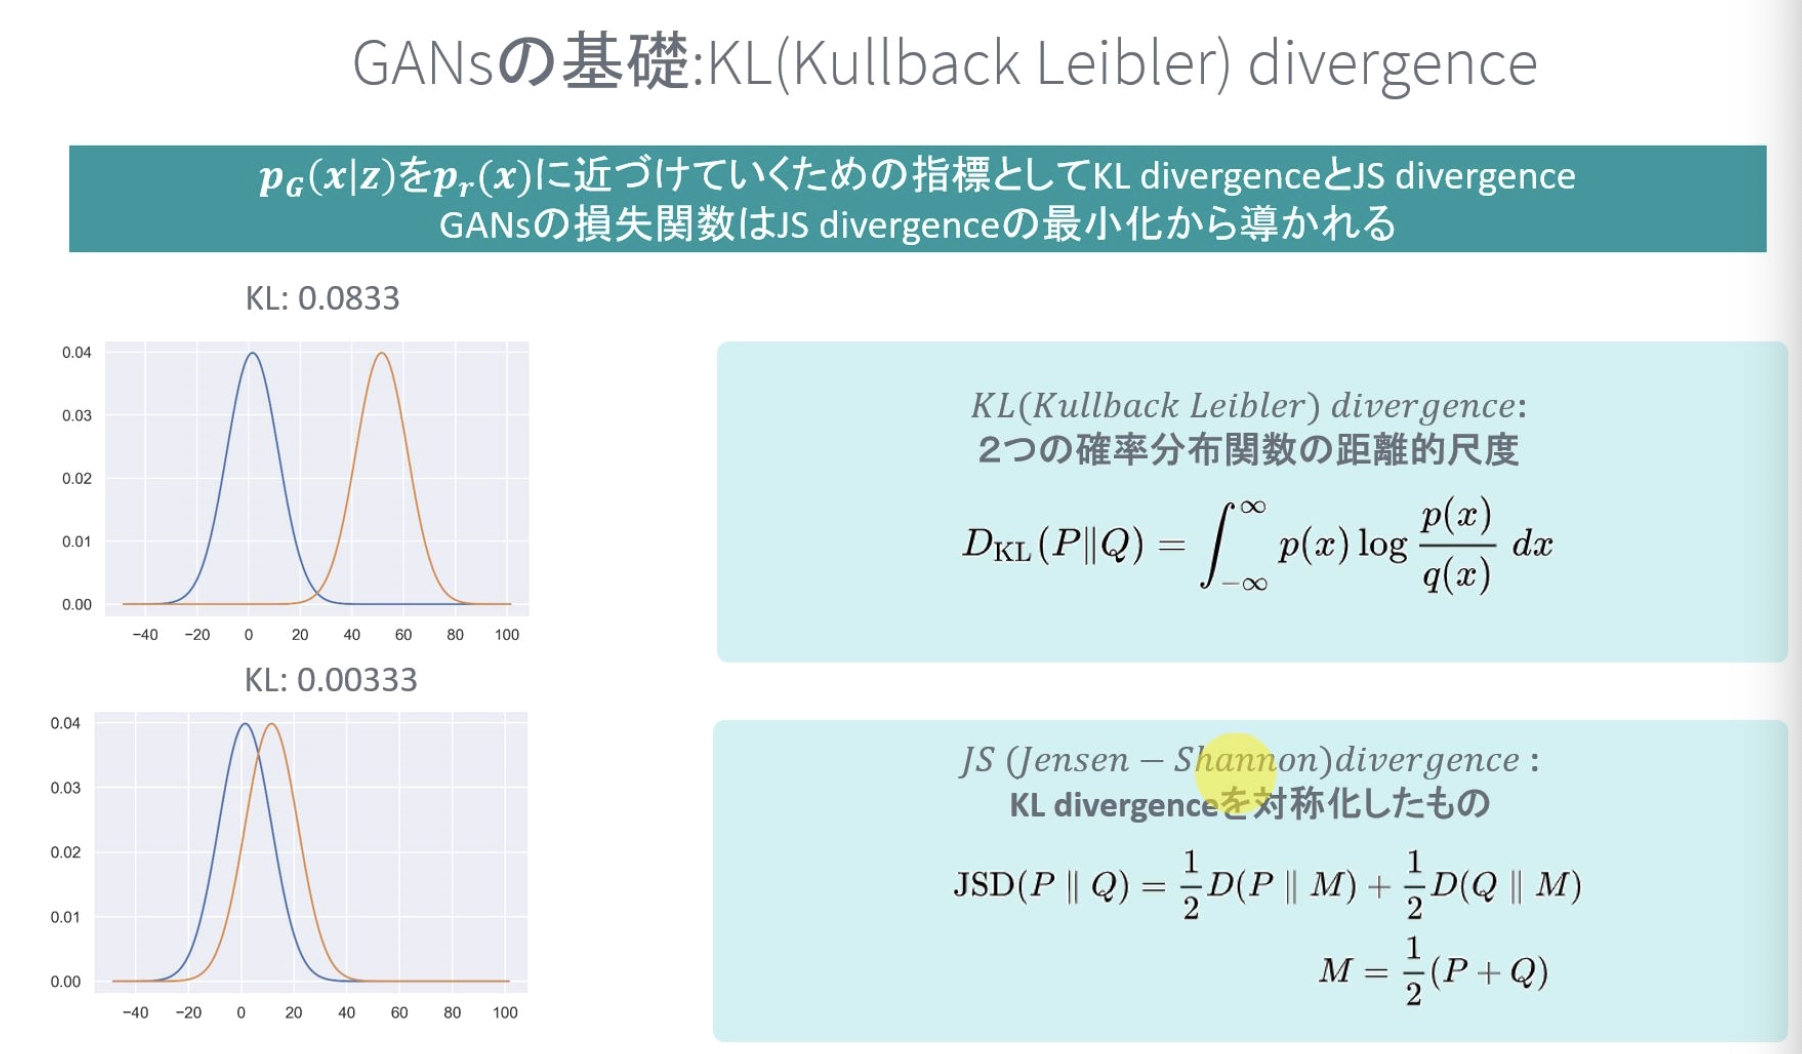 GANsの基礎:KL(Kullback Leibler) divergence
p_G(x|z)をp_r(x)に近づけていくための指標としてKL divergenceとJS divergence
GANsの損失関数はJS divergenceの最小化から導かれる
KL: 0.0833
0.04
0.03
0.02
0.01
0.00
−40 −20 0 20 40 60 80 100
KL: 0.00333
0.04
0.03
0.02
0.01
0.00
−40 −20 0 20 40 60 80 100
KL(Kullback Leibler) divergence:
2つの確率分布関数の距離的尺度
D_KL(P∥Q) = ∫_{−∞}^{∞} p(x) log \frac{p(x)}{q(x)} dx
JS (Jensen − Shannon)divergence :
KL divergenceを対称化したもの
JSD(P ∥ Q) = \frac{1}{2}D(P ∥ M) + \frac{1}{2}D(Q ∥ M)
M = \frac{1}{2}(P + Q)